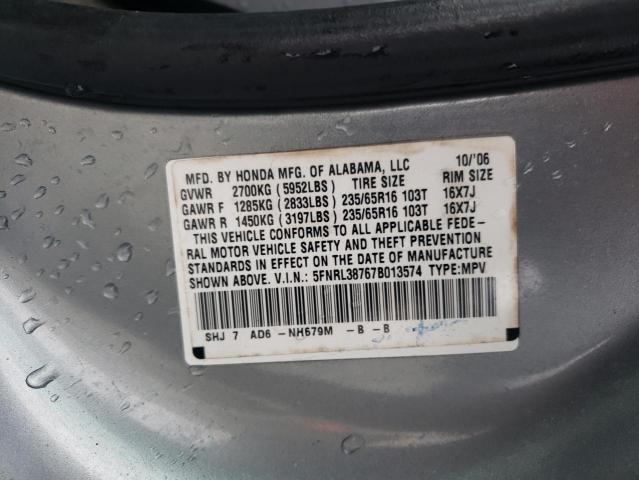 MFD. BY HONDA MFG. OF ALABAMA, LLC 10/'06
GVWR 2700KG (5952LBS) TIRE SIZE RIM SIZE
GAWR F 1285KG (2833LBS) 235/65R16 103T 16X7J
GAWR R 1450KG (3197LBS) 235/65R16 103T 16X7J
THIS VEHICLE CONFORMS TO ALL APPLICABLE FEDE-
RAL MOTOR VEHICLE SAFETY AND THEFT PREVENTION
STANDARDS IN EFFECT ON THE DATE OF MANUFACTURE
SHOWN ABOVE. V.I.N.: 5FNRL38767B013574 TYPE:MPV
SHJ 7 AD6 -NH679M -B -B